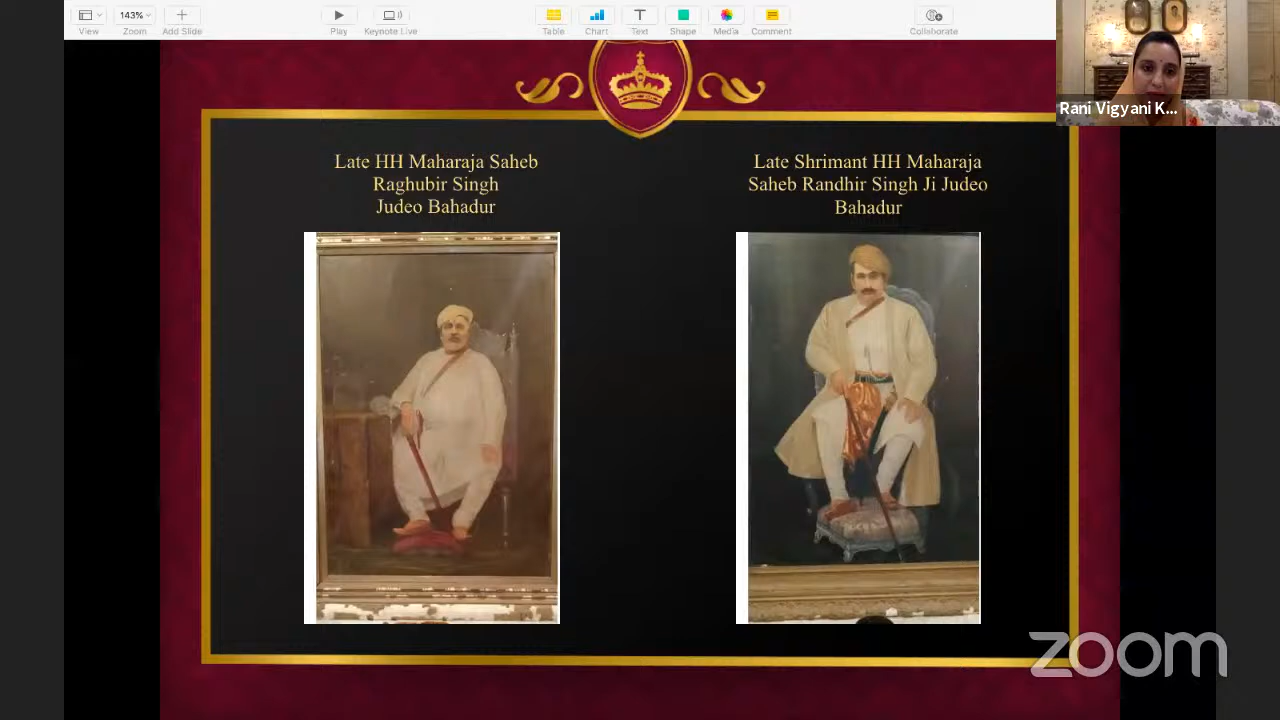 143%
View
Zoom
Add Slide
Play
Keynote Live
Table
Chart
Text
Shape
Media
Comment
Collaborate
Rani Vigyani K...
Late HH Maharaja Saheb
Raghubir Singh
Judeo Bahadur
Late Shrimant HH Maharaja
Saheb Randhir Singh Ji Judeo
Bahadur
zoom